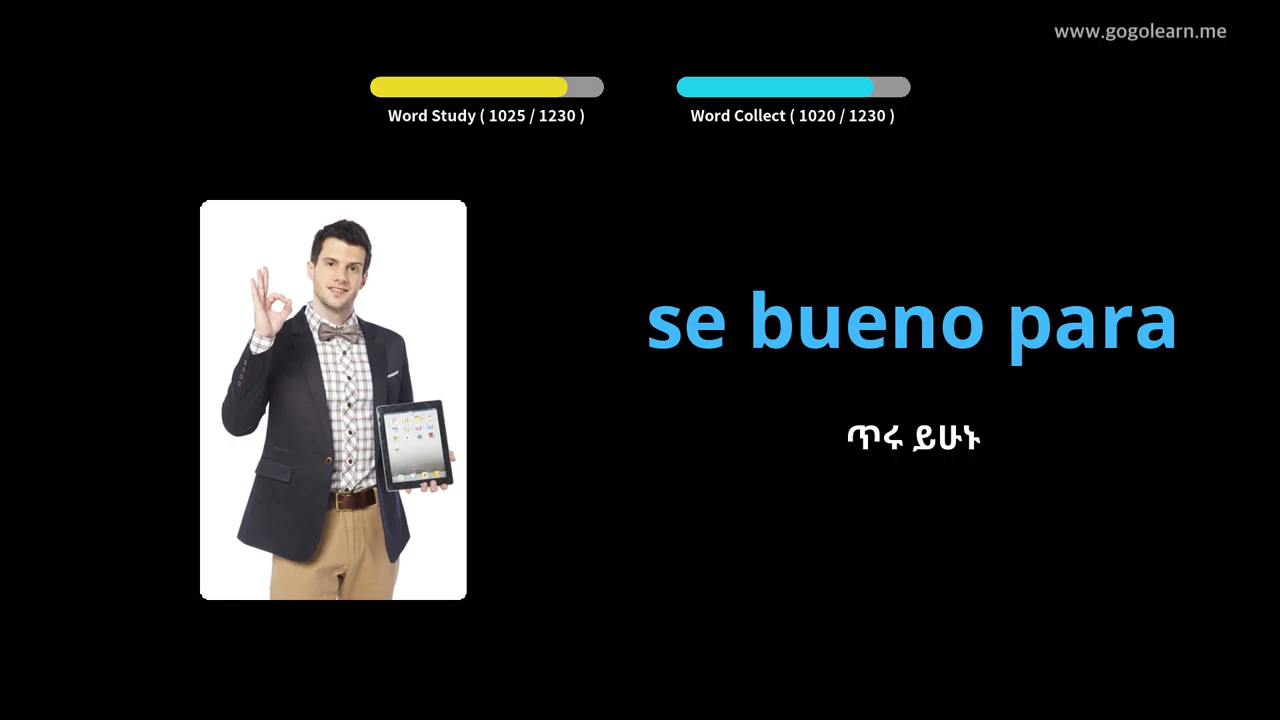 www.gogolearn.me
Word Study ( 1025 / 1230 )
Word Collect ( 1020 / 1230 )
se bueno para
ጥሩ ይሁኑ